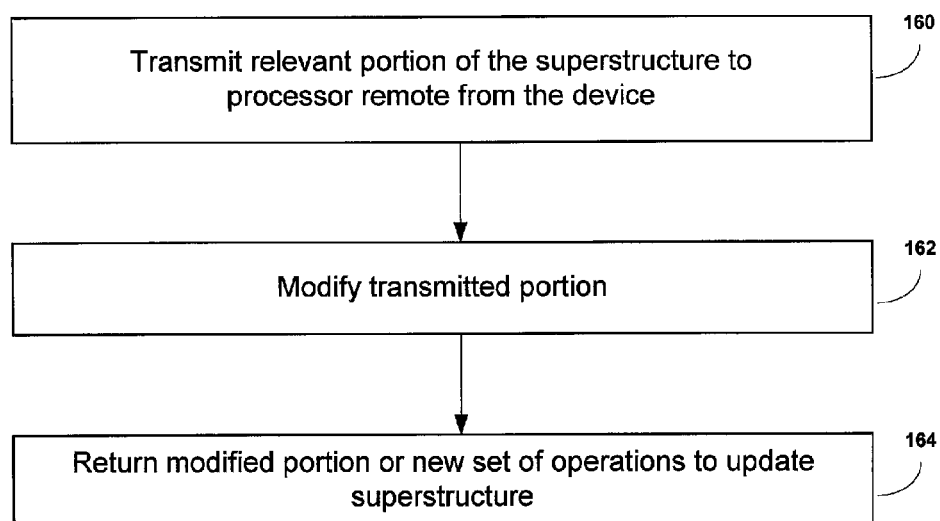 160
Transmit relevant portion of the superstructure to
processor remote from the device
162
Modify transmitted portion
164
Return modified portion or new set of operations to update
superstructure